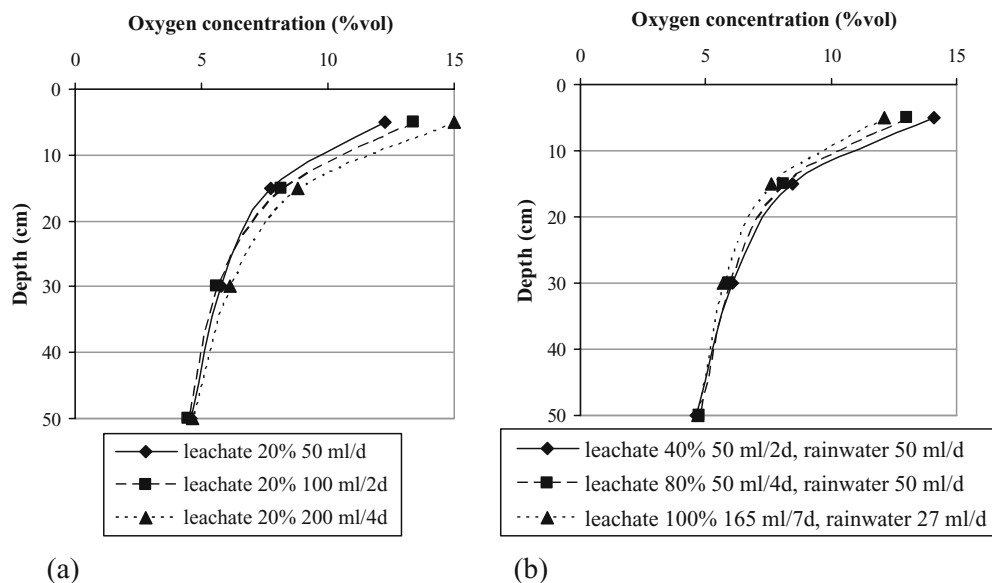 Oxygen concentration (%vol)
0 5 10 15
0
10
20
30
40
50
Depth (cm)
leachate 20% 50 ml/d
leachate 20% 100 ml/2d
leachate 20% 200 ml/4d
(a)
Oxygen concentration (%vol)
0 5 10 15
0
10
20
30
40
50
Depth (cm)
leachate 40% 50 ml/2d, rainwater 50 ml/d
leachate 80% 50 ml/4d, rainwater 50 ml/d
leachate 100% 165 ml/7d, rainwater 27 ml/d
(b)